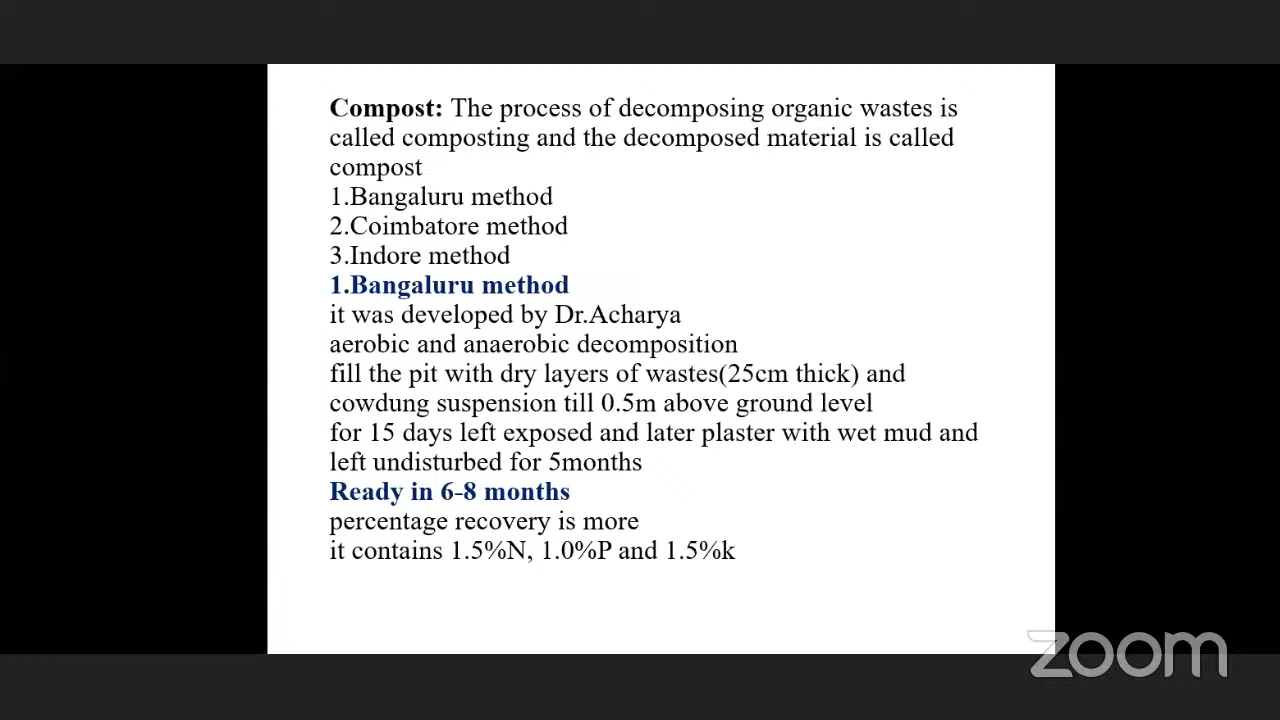 Compost: The process of decomposing organic wastes is
called composting and the decomposed material is called
compost
1.Bangaluru method
2.Coimbatore method
3.Indore method
1.Bangaluru method
it was developed by Dr.Acharya
aerobic and anaerobic decomposition
fill the pit with dry layers of wastes(25cm thick) and
cowdung suspension till 0.5m above ground level
for 15 days left exposed and later plaster with wet mud and
left undisturbed for 5months
Ready in 6-8 months
percentage recovery is more
it contains 1.5%N, 1.0%P and 1.5%k
zoom